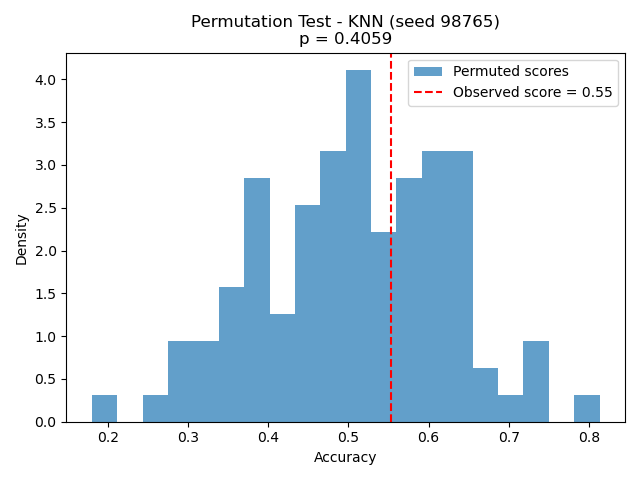 Permutation Test - KNN (seed 98765)
p = 0.4059
Permuted scores
Observed score = 0.55
4.0
3.5
3.0
2.5
2.0
1.5
1.0
0.5
0.0
Density
0.2 0.3 0.4 0.5 0.6 0.7 0.8
Accuracy